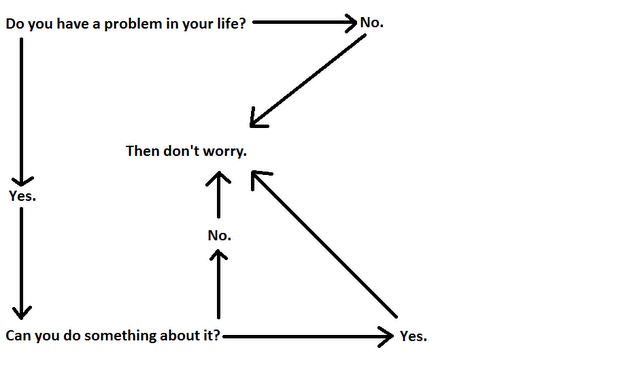 Do you have a problem in your life?
No.
Then don't worry.
Yes.
No.
Can you do something about it?
Yes.